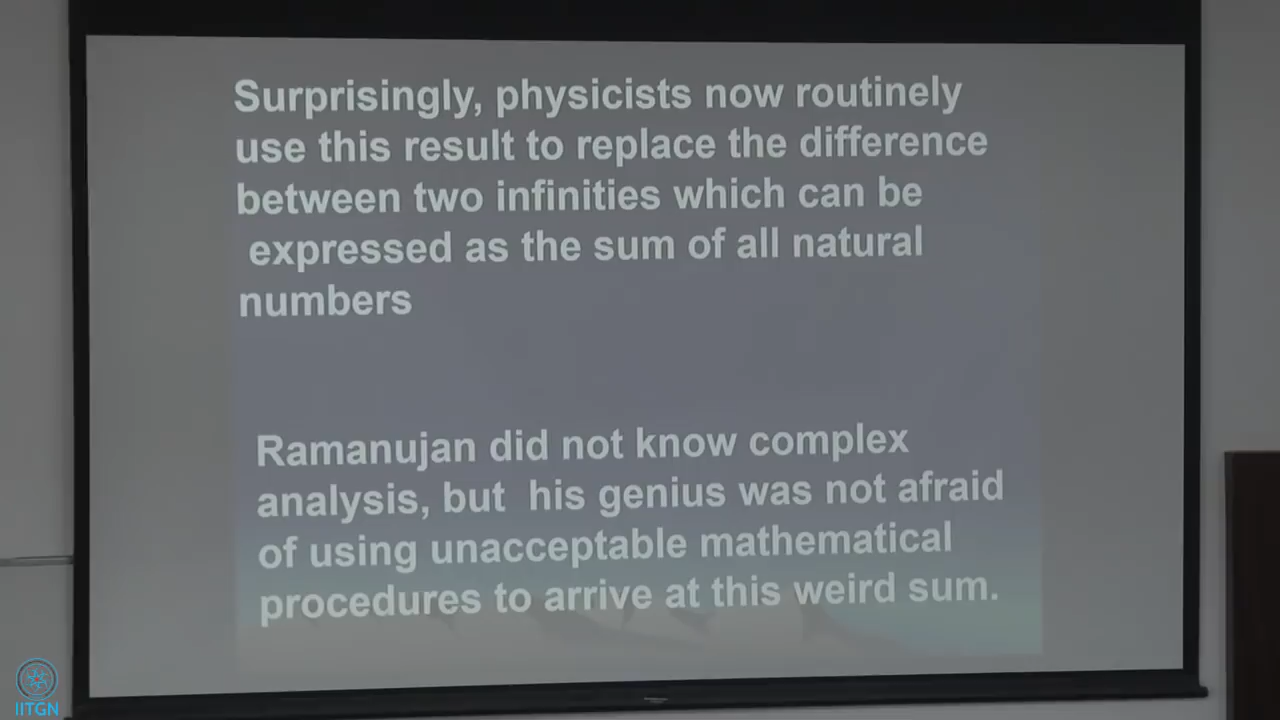 Surprisingly, physicists now routinely
use this result to replace the difference
between two infinities which can be
expressed as the sum of all natural
numbers
Ramanujan did not know complex
analysis, but his genius was not afraid
of using unacceptable mathematical
procedures to arrive at this weird sum.
IITGN